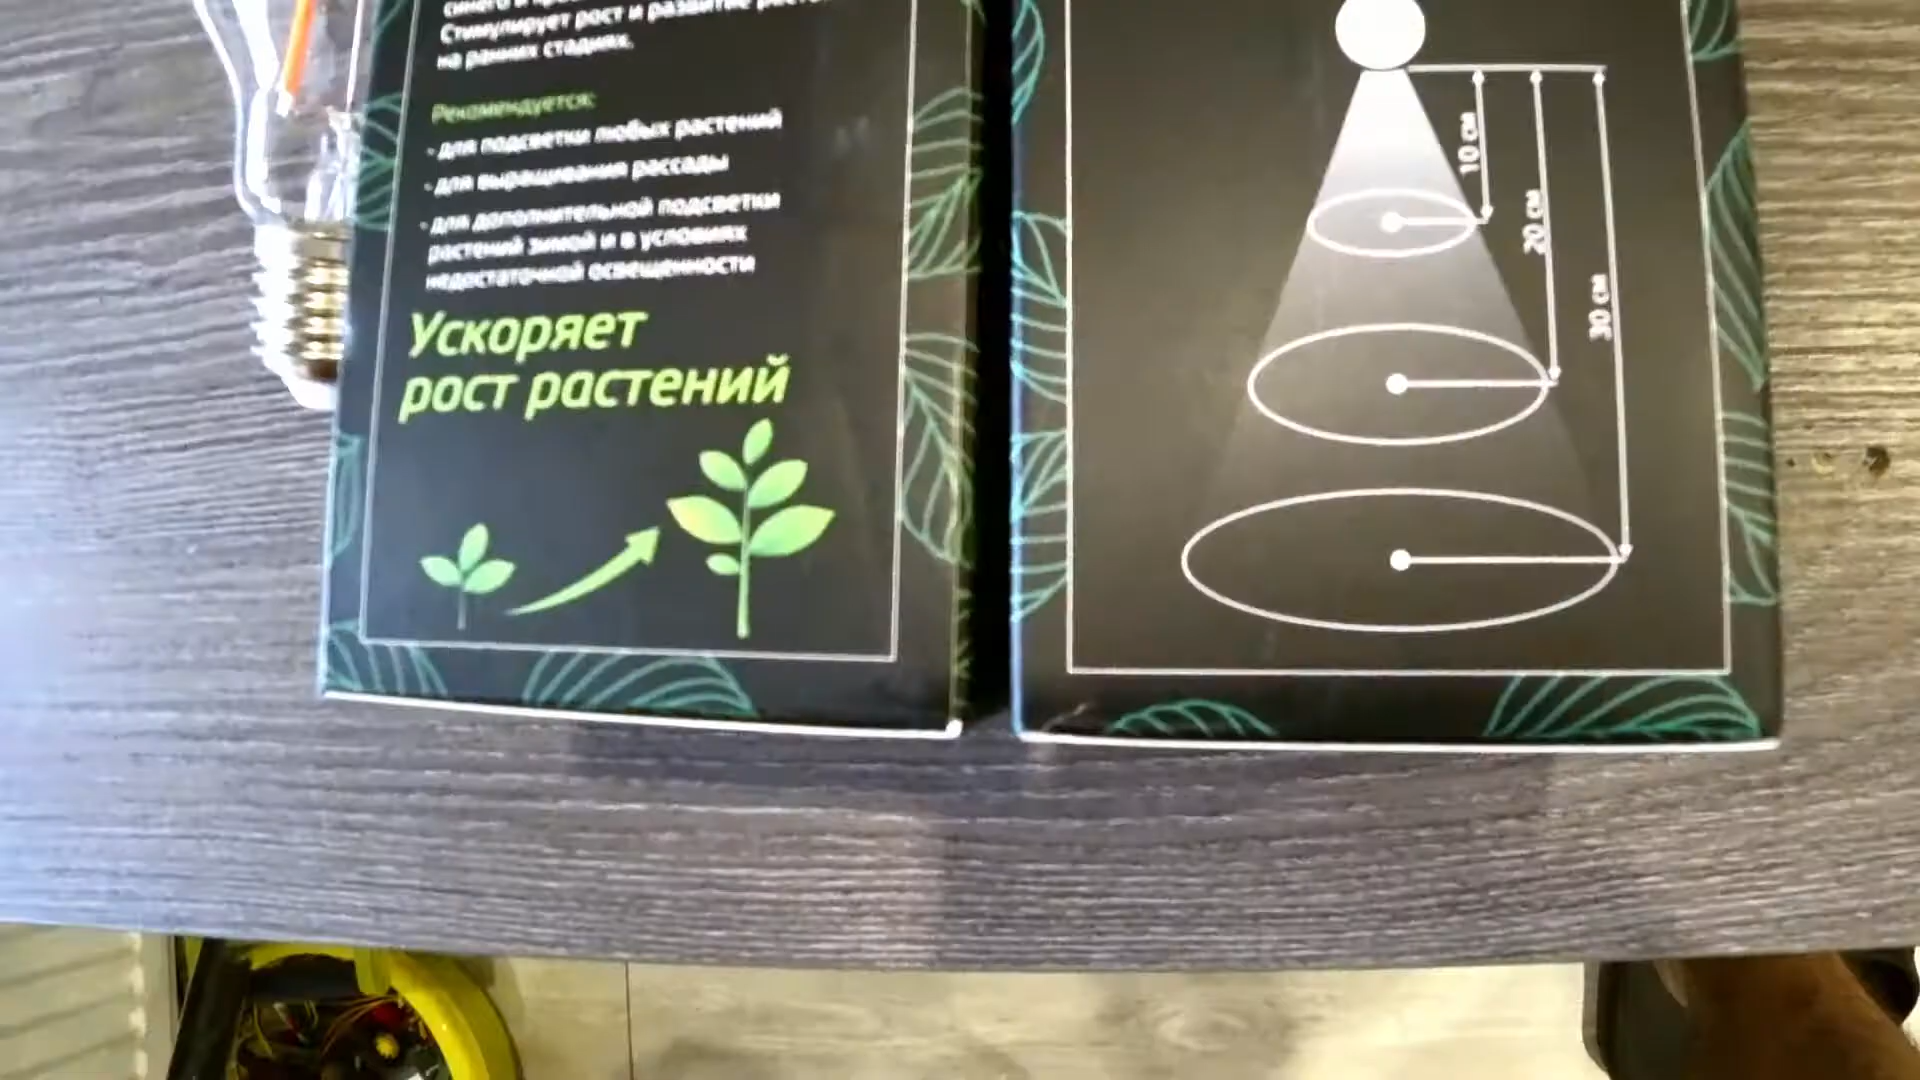 синего и
Стимулирует рост и развитие
на ранних стадиях.
Рекомендуется:
- для подсветки любых растений
- для выращивания рассады
- для дополнительной подсветки
растений зимой и в условиях
недостаточной освещенности
Ускоряет
рост растений
10 см
20 см
30 см